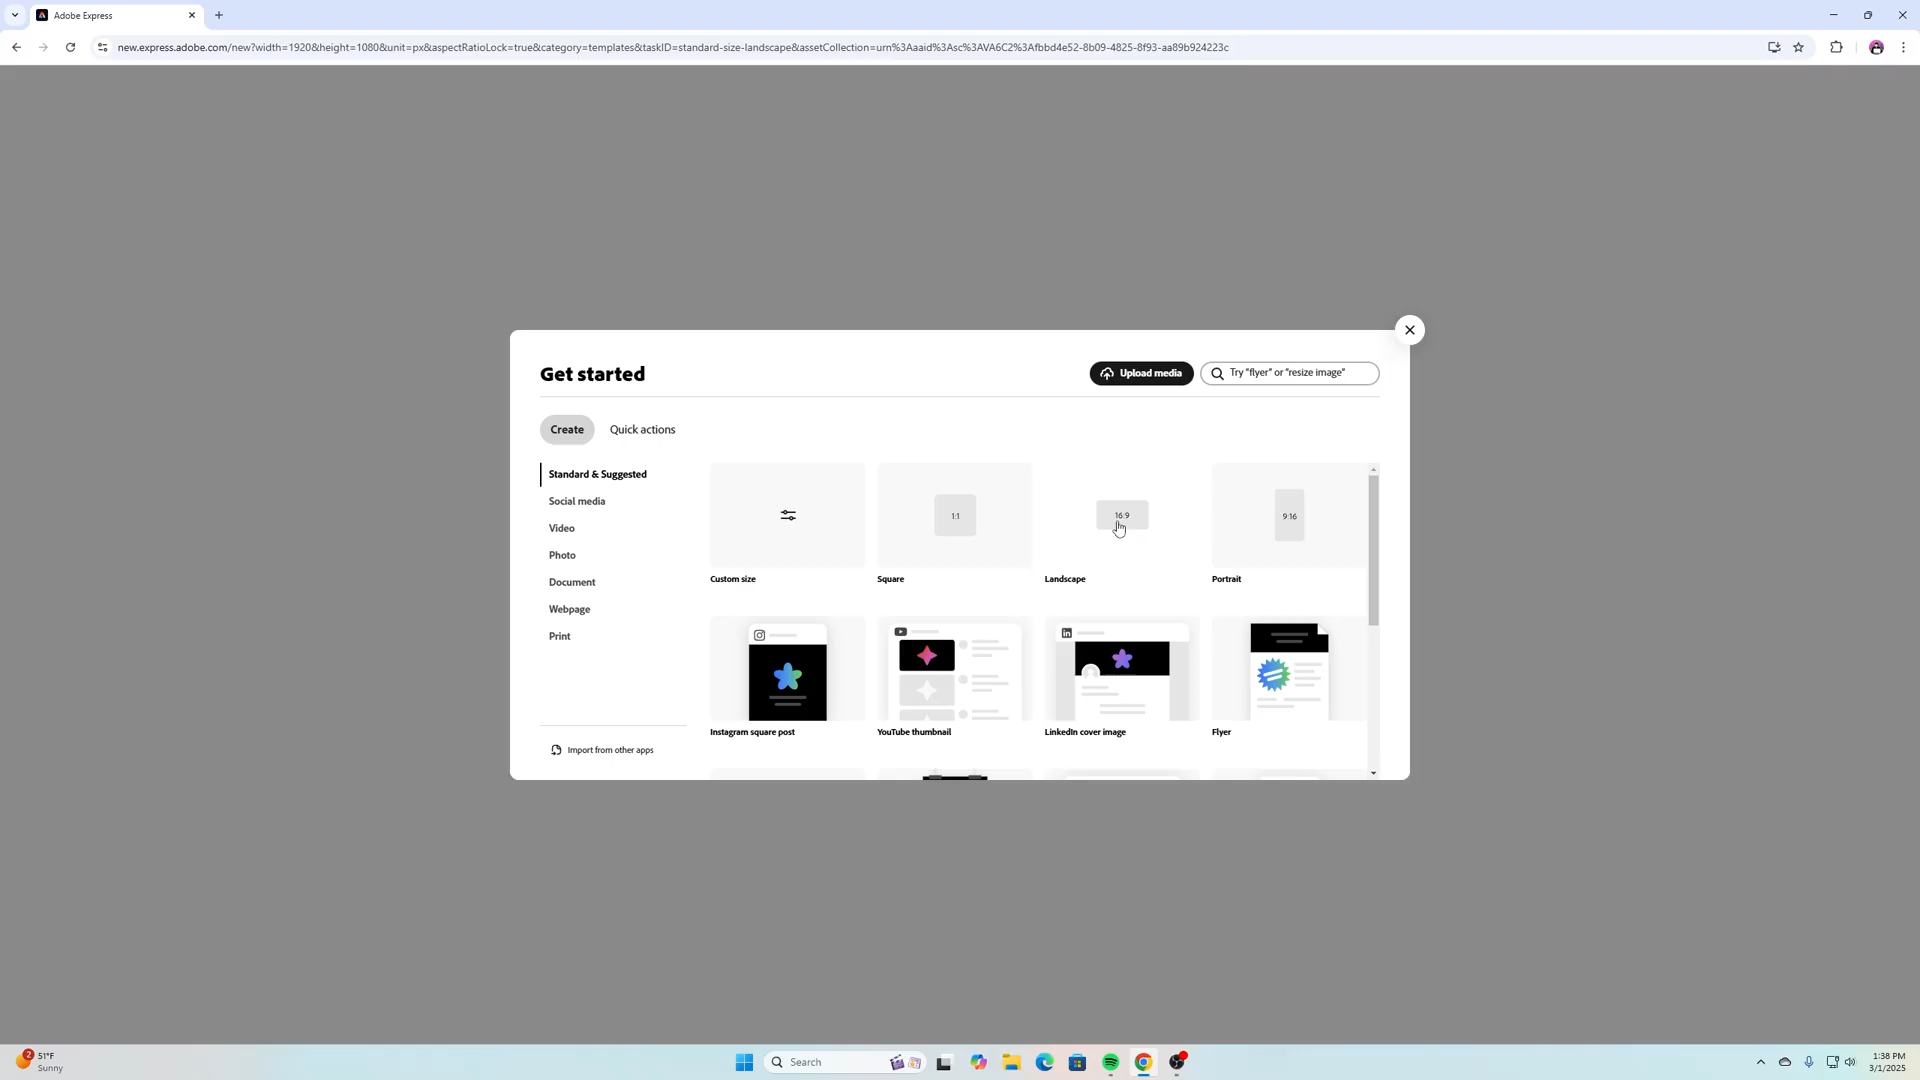 Adobe Express
new.express.adobe.com/new?width=1920&height=1080&unit=px&aspectRatioLock=true&category=templates&taskID=standard-size-landscape&assetCollection=urn%3Aaaid%3Asc%3AVA6C2%3Afbbd4e52-8b09-4825-8f93-aa89b924223c
Get started
Upload media
Try "flyer" or "resize image"
Create
Quick actions
Standard & Suggested
Social media
Video
Photo
Document
Webpage
Print
Import from other apps
1:1
16:9
9:16
Custom size
Square
Landscape
Portrait
Instagram square post
YouTube thumbnail
LinkedIn cover image
Flyer
2
51°F
Sunny
Search
1:38 PM
3/1/2025